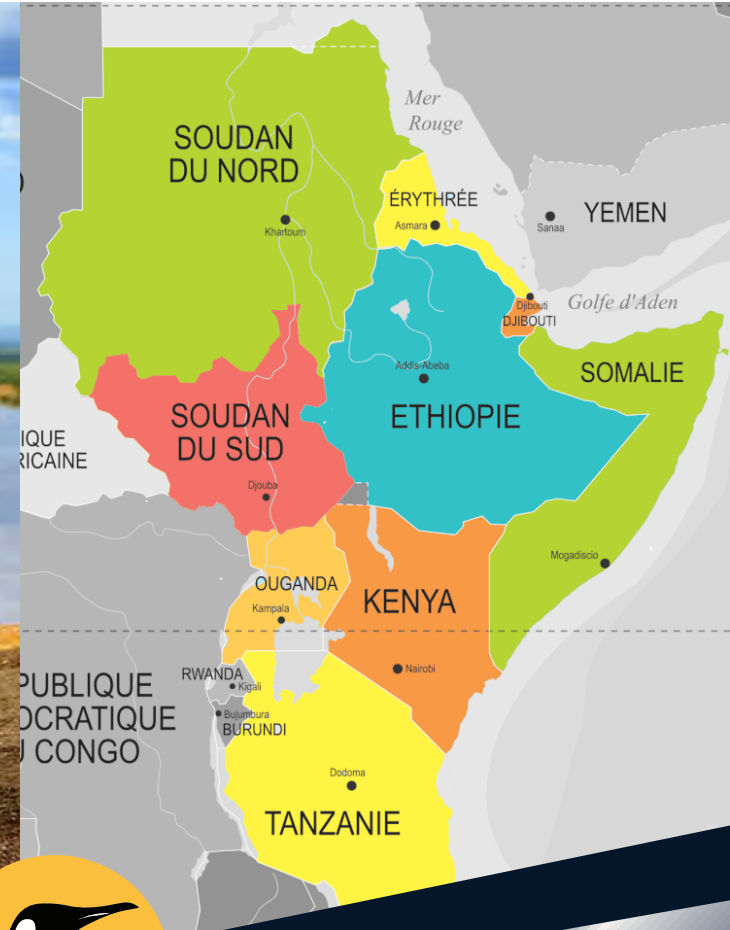 Mer
Rouge
SOUDAN
DU NORD
ÉRYTHRÉE
Asmara
Khartoum
YEMEN
Sanaa
Djibouti
DJIBOUTI
Golfe d'Aden
Addis-Abeba
SOMALIE
ETHIOPIE
SOUDAN
DU SUD
IQUE
RICAINE
Djouba
Mogadiscio
OUGANDA
Kampala
KENYA
Nairobi
RWANDA
Kigali
Bujumbura
BURUNDI
PUBLIQUE
OCRATIQUE
CONGO
Dodoma
TANZANIE